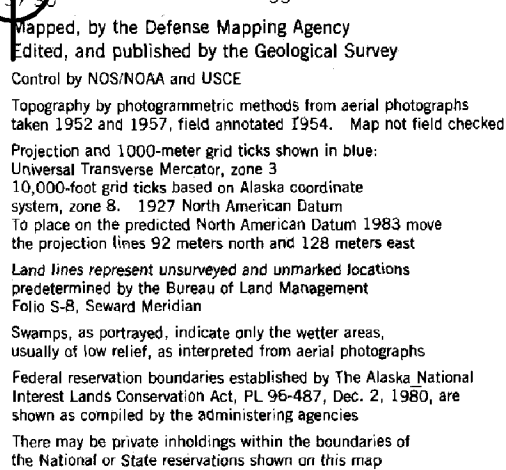 Mapped, by the Defense Mapping Agency
Edited, and published by the Geological Survey
Control by NOS/NOAA and USCE
Topography by photogrammetric methods from aerial photographs
taken 1952 and 1957, field annotated 1954. Map not field checked
Projection and 1000-meter grid ticks shown in blue:
Universal Transverse Mercator, zone 3
10,000-foot grid ticks based on Alaska coordinate
system, zone 8. 1927 North American Datum
To place on the predicted North American Datum 1983 move
the projection lines 92 meters north and 128 meters east
Land lines represent unsurveyed and unmarked locations
predetermined by the Bureau of Land Management
Folio S-8, Seward Meridian
Swamps, as portrayed, indicate only the wetter areas,
usually of low relief, as interpreted from aerial photographs
Federal reservation boundaries established by The Alaska National
Interest Lands Conservation Act, PL 96-487, Dec. 2, 1980, are
shown as compiled by the administering agencies
There may be private inholdings within the boundaries of
the National or State reservations shown on this map